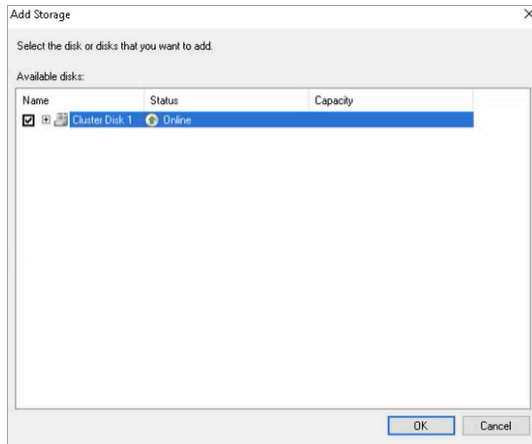 Add Storage
Select the disk or disks that you want to add.
Available disks:
Name Status Capacity
Cluster Disk 1 Online
OK Cancel